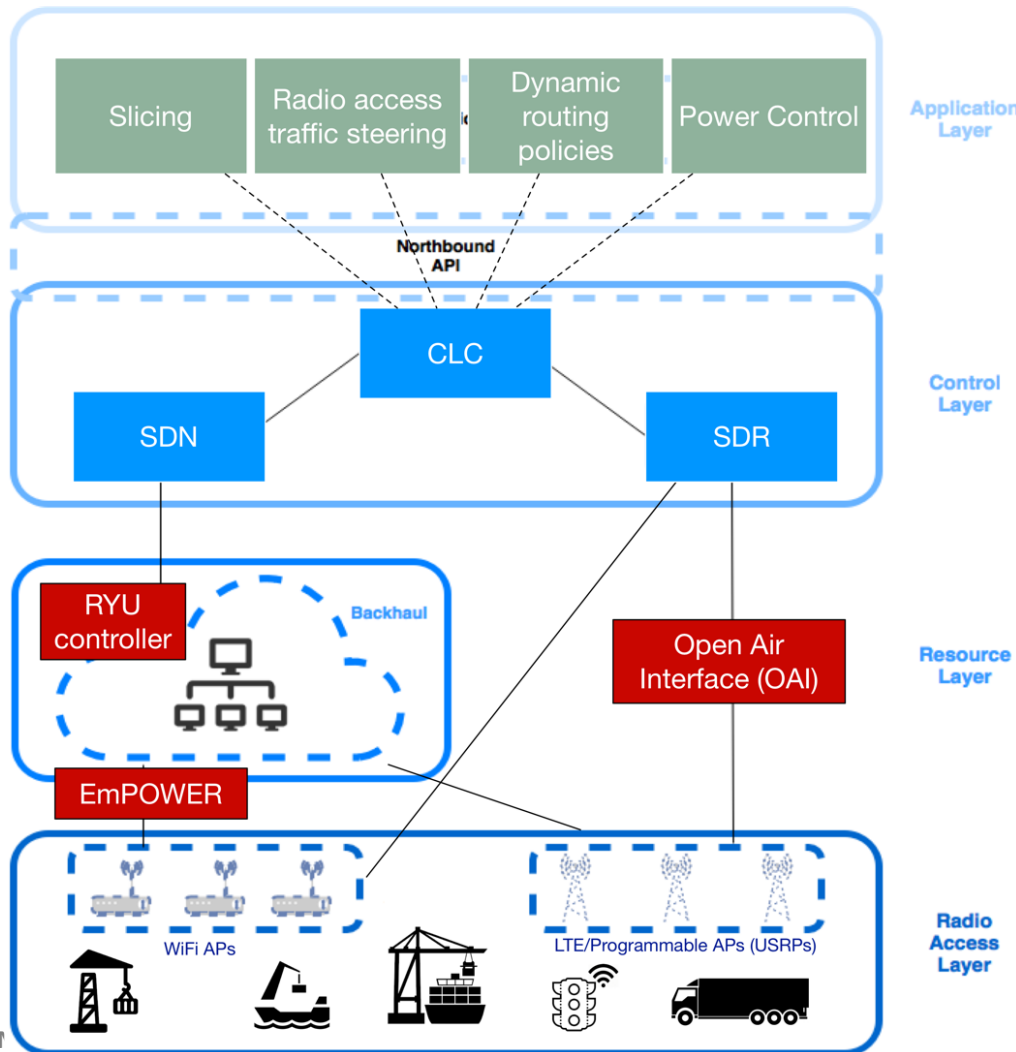 Slicing
Radio access
traffic steering
Dynamic
routing
policies
Power Control
Application
Layer
Northbound
API
CLC
SDN
SDR
Control
Layer
RYU
controller
Backhaul
Open Air
Interface (OAI)
Resource
Layer
EmPOWER
WiFi APs
LTE/Programmable APs (USRPs)
Radio
Access
Layer